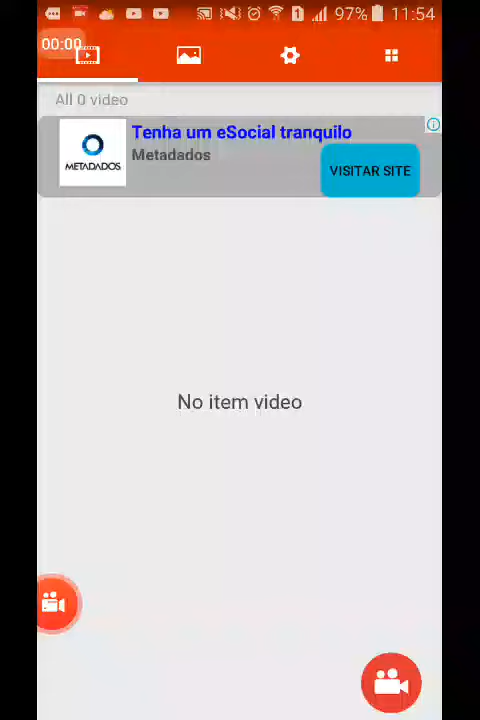 97% 11:54
00:00
All 0 video
Tenha um eSocial tranquilo
METADADOS
Metadados
VISITAR SITE
No item video